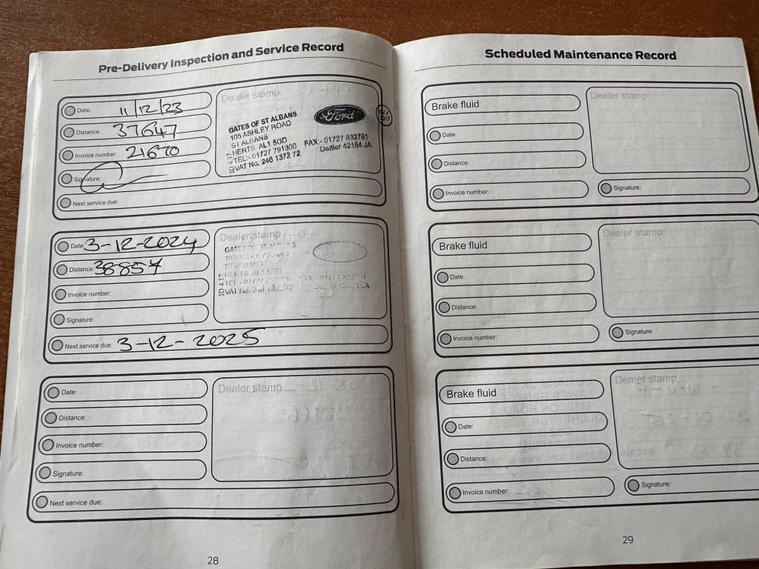 Pre-Delivery Inspection and Service Record
Date: 11/12/23
Distance: 37647
Invoice number: 21670
Signature:
Next service due:
Dealer stamp
GATES OF ST ALBANS
105 ASHLEY ROAD
ST ALBANS
HERTS AL1 5GD
TEL:- 01727 791300 FAX:- 01727 832781
VAT No. 246 1372 72 Dealer 42164 JA
Ford
Date: 3-12-2024
Distance: 38857
Invoice number:
Signature:
Next service due: 3-12-2025
Dealer stamp
Date:
Distance:
Invoice number:
Signature:
Next service due:
Dealer stamp
28
Scheduled Maintenance Record
Brake fluid
Date:
Distance:
Invoice number:
Dealer stamp
Signature:
Brake fluid
Date:
Distance:
Invoice number:
Dealer stamp
Signature:
Brake fluid
Date:
Distance:
Invoice number:
Dealer stamp
Signature:
29